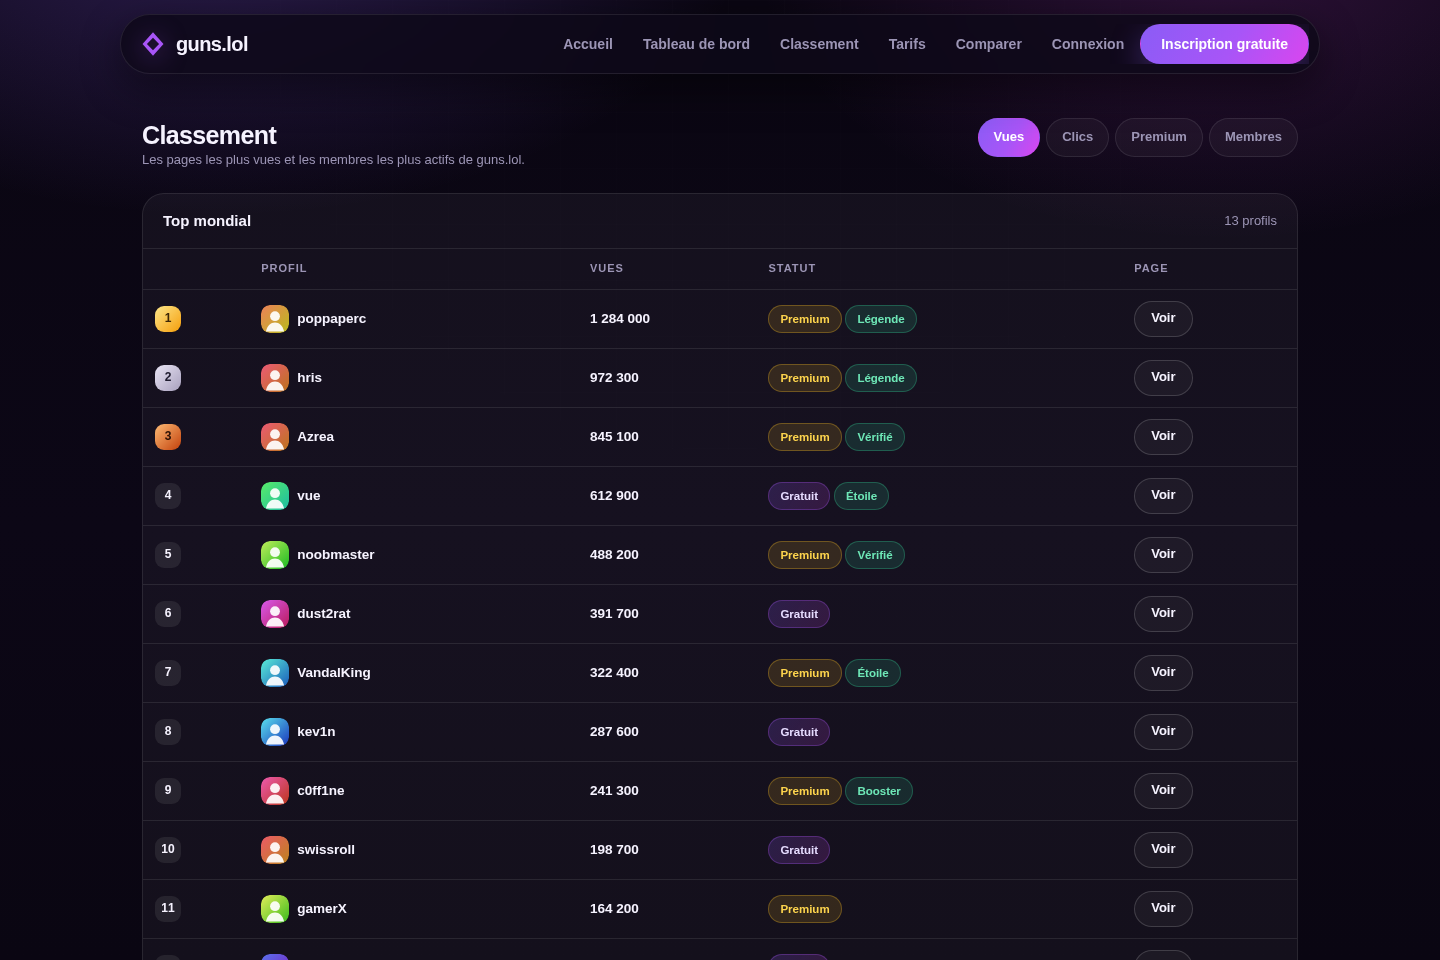 guns.lol
Accueil Tableau de bord Classement Tarifs Comparer Connexion Inscription gratuite
Classement
Les pages les plus vues et les membres les plus actifs de guns.lol.
Vues Clics Premium Membres
Top mondial 13 profils
PROFIL VUES STATUT PAGE
1 poppaperc 1 284 000 Premium Légende Voir
2 hris 972 300 Premium Légende Voir
3 Azrea 845 100 Premium Vérifié Voir
4 vue 612 900 Gratuit Étoile Voir
5 noobmaster 488 200 Premium Vérifié Voir
6 dust2rat 391 700 Gratuit Voir
7 VandalKing 322 400 Premium Étoile Voir
8 kev1n 287 600 Gratuit Voir
9 c0ff1ne 241 300 Premium Booster Voir
10 swissroll 198 700 Gratuit Voir
11 gamerX 164 200 Premium Voir